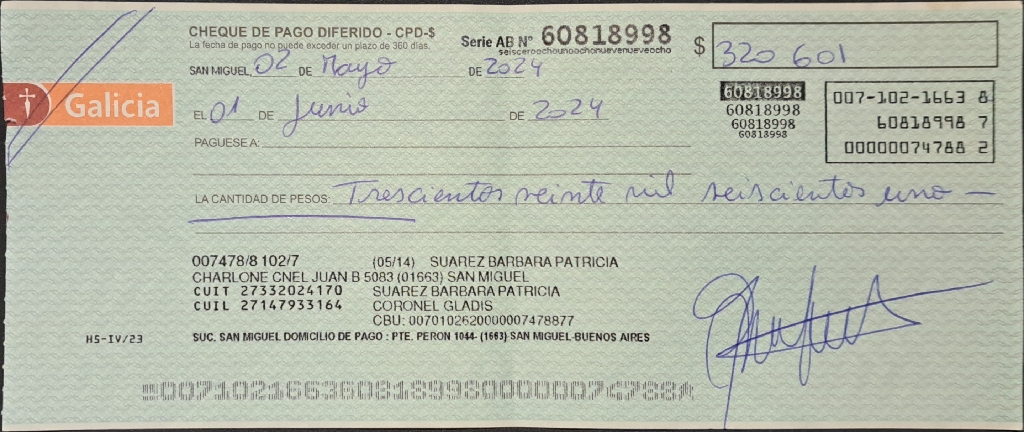 CHEQUE DE PAGO DIFERIDO - CPD-$
La fecha de pago no puede exceder un plazo de 360 días.
Serie AB N° 60818998
seisceroochounoochonuevenueveocho
$ 320 601
SAN MIGUEL, 02 DE Mayo DE 2024
Galicia
EL 01 DE Junio DE 2024
60818998
60818998
60818998
60818998
007-102-1663 8
60818998 7
00000074788 2
PAGUESE A:
LA CANTIDAD DE PESOS: Trescientos veinte mil seiscientos uno —
007478/8 102/7 (05/14) SUAREZ BARBARA PATRICIA
CHARLONE CNEL JUAN B 5083 (01663) SAN MIGUEL
CUIT 27332024170 SUAREZ BARBARA PATRICIA
CUIL 27147933164 CORONEL GLADIS
CBU: 0070102620000007478877
HS-IV/23
SUC. SAN MIGUEL DOMICILIO DE PAGO : PTE. PERON 1044- (1663)-SAN MIGUEL-BUENOS AIRES
00710216636081899800000074788